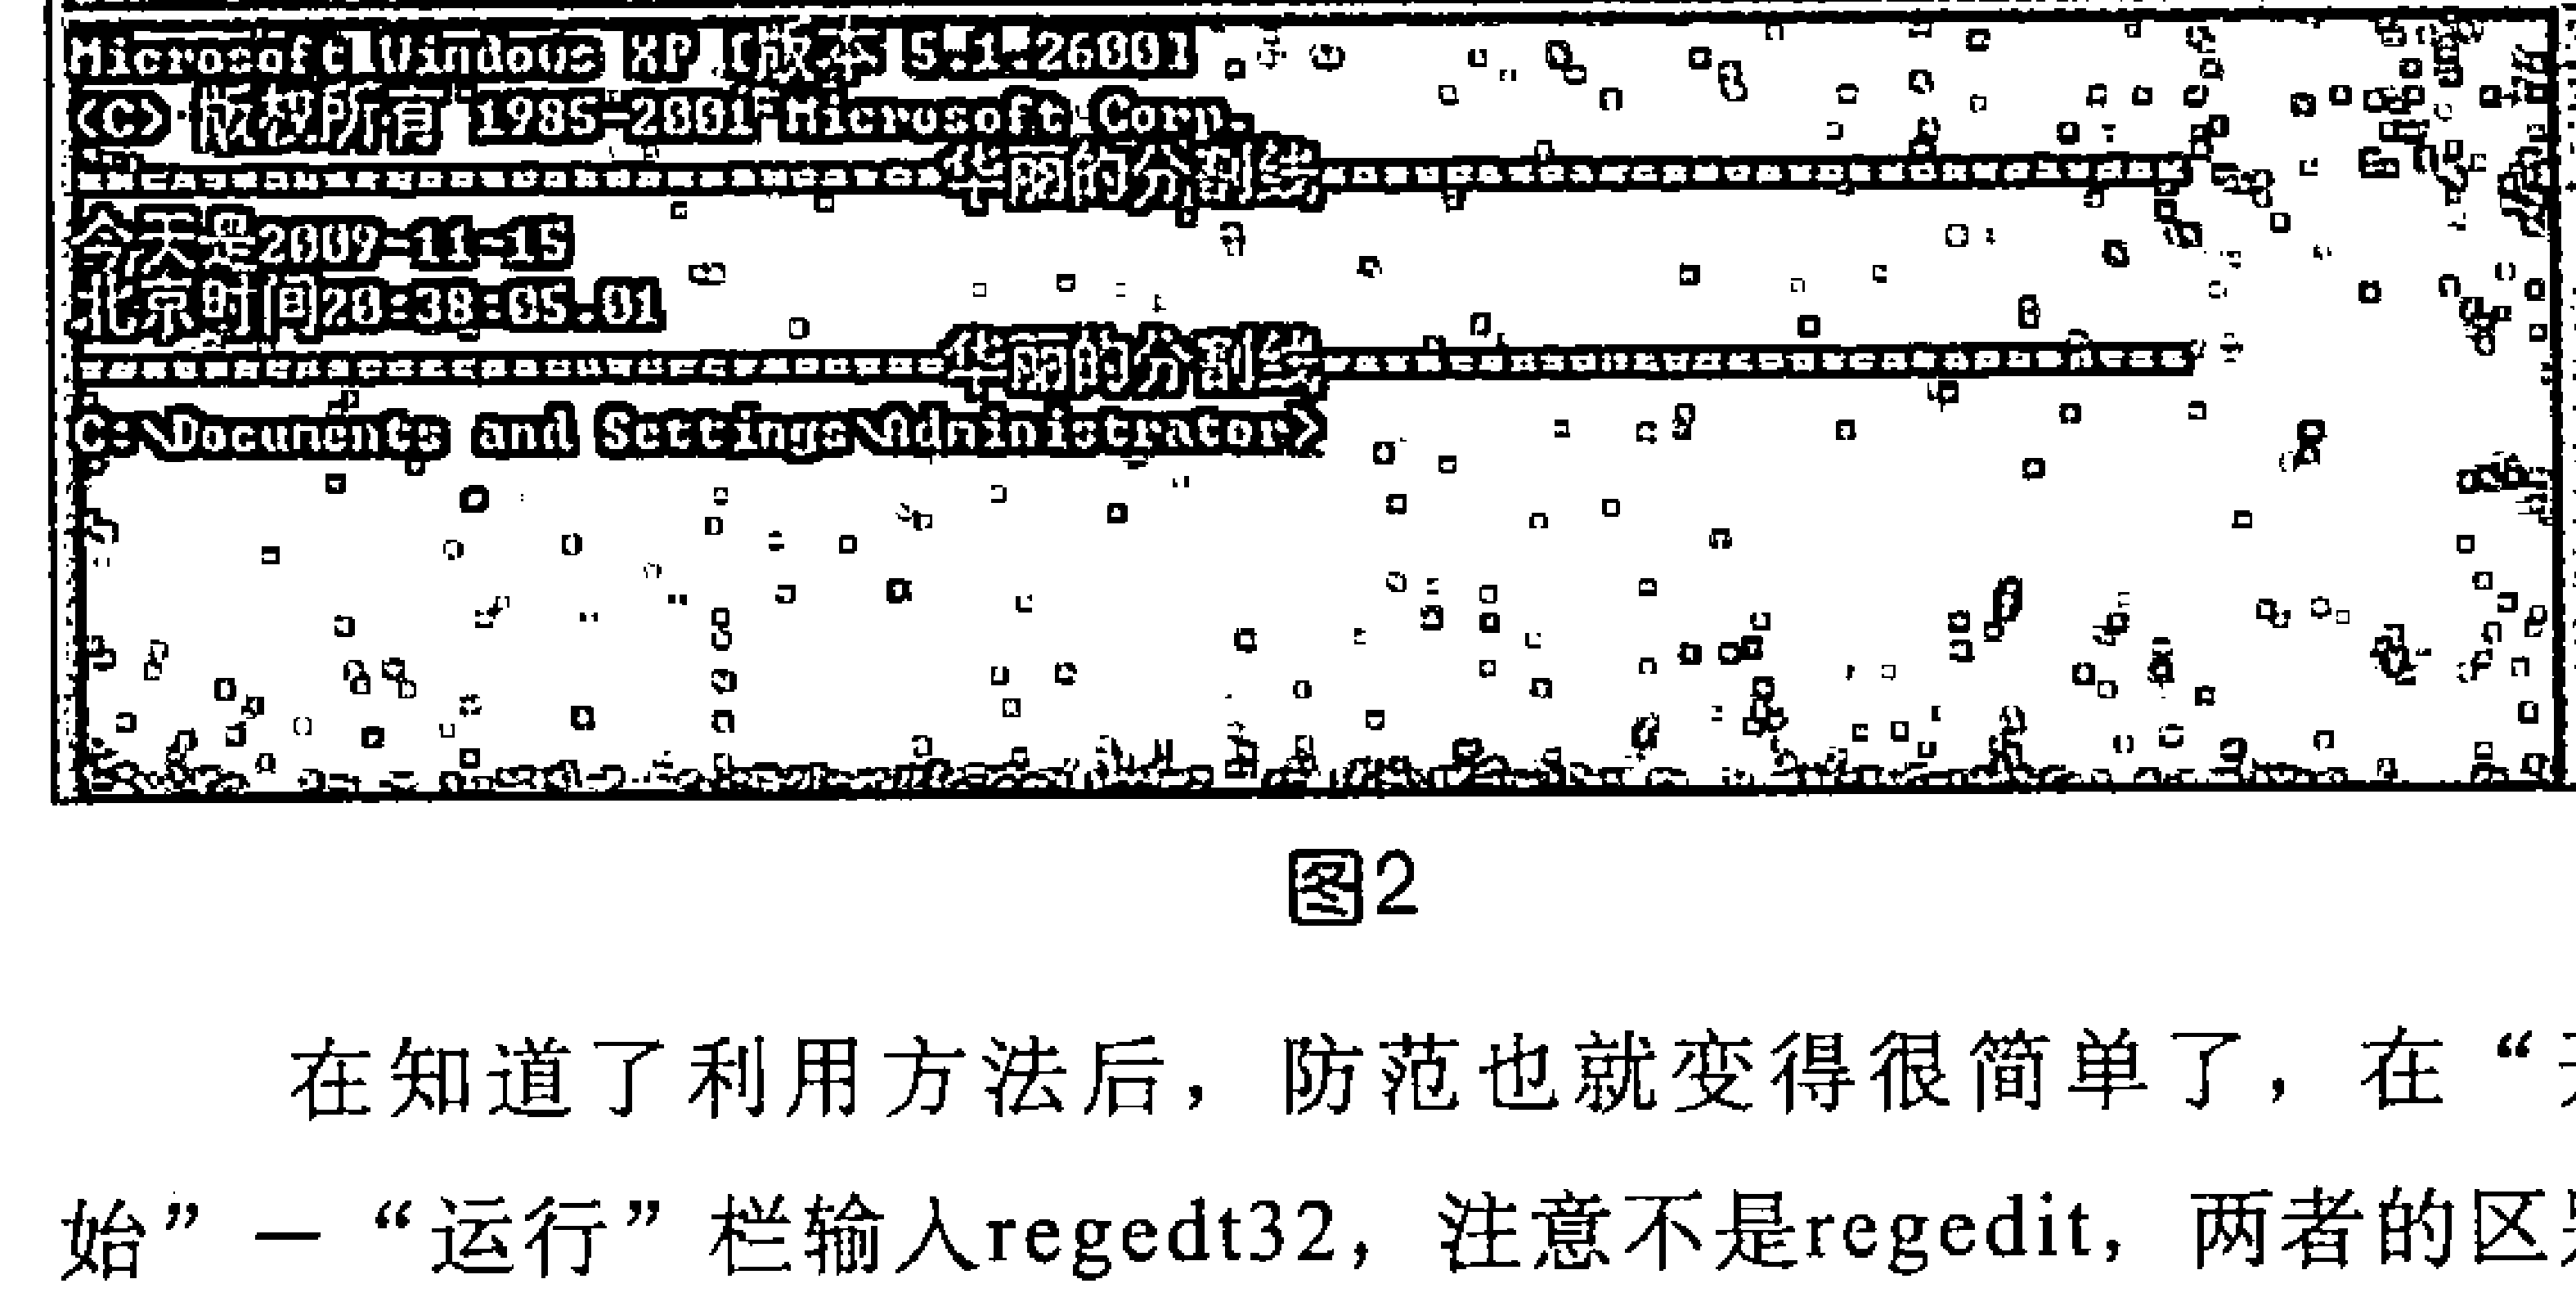 Microsoft Windows XP [版本 5.1.2600]
(C) 版权所有 1985-2001 Microsoft Corp.
华丽的分割线
今天是2009-11-15
北京时间20:38:05.01
华丽的分割线
C:\Documents and Settings\Administrator>
图2
在知道了利用方法后，防范也就变得很简单了，在“开
始”－“运行”栏输入regedt32，注意不是regedit，两者的区别